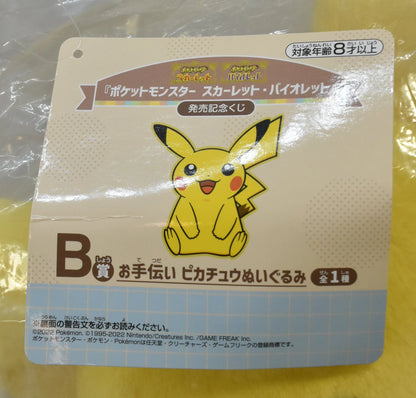 対象年齢8才以上
たいしょうねんれい さい い じょう
『ポケットモンスター スカーレット・バイオレット
発売記念くじ
B賞 お手伝い ピカチュウぬいぐるみ 全1種
※裏面の警告文を必ずお読みください。
©2022 Pokémon. ©1995-2022 Nintendo/Creatures Inc. /GAME FREAK inc.
ポケットモンスター・ポケモン・Pokémonは任天堂・クリーチャーズ・ゲームフリークの登録商標です。